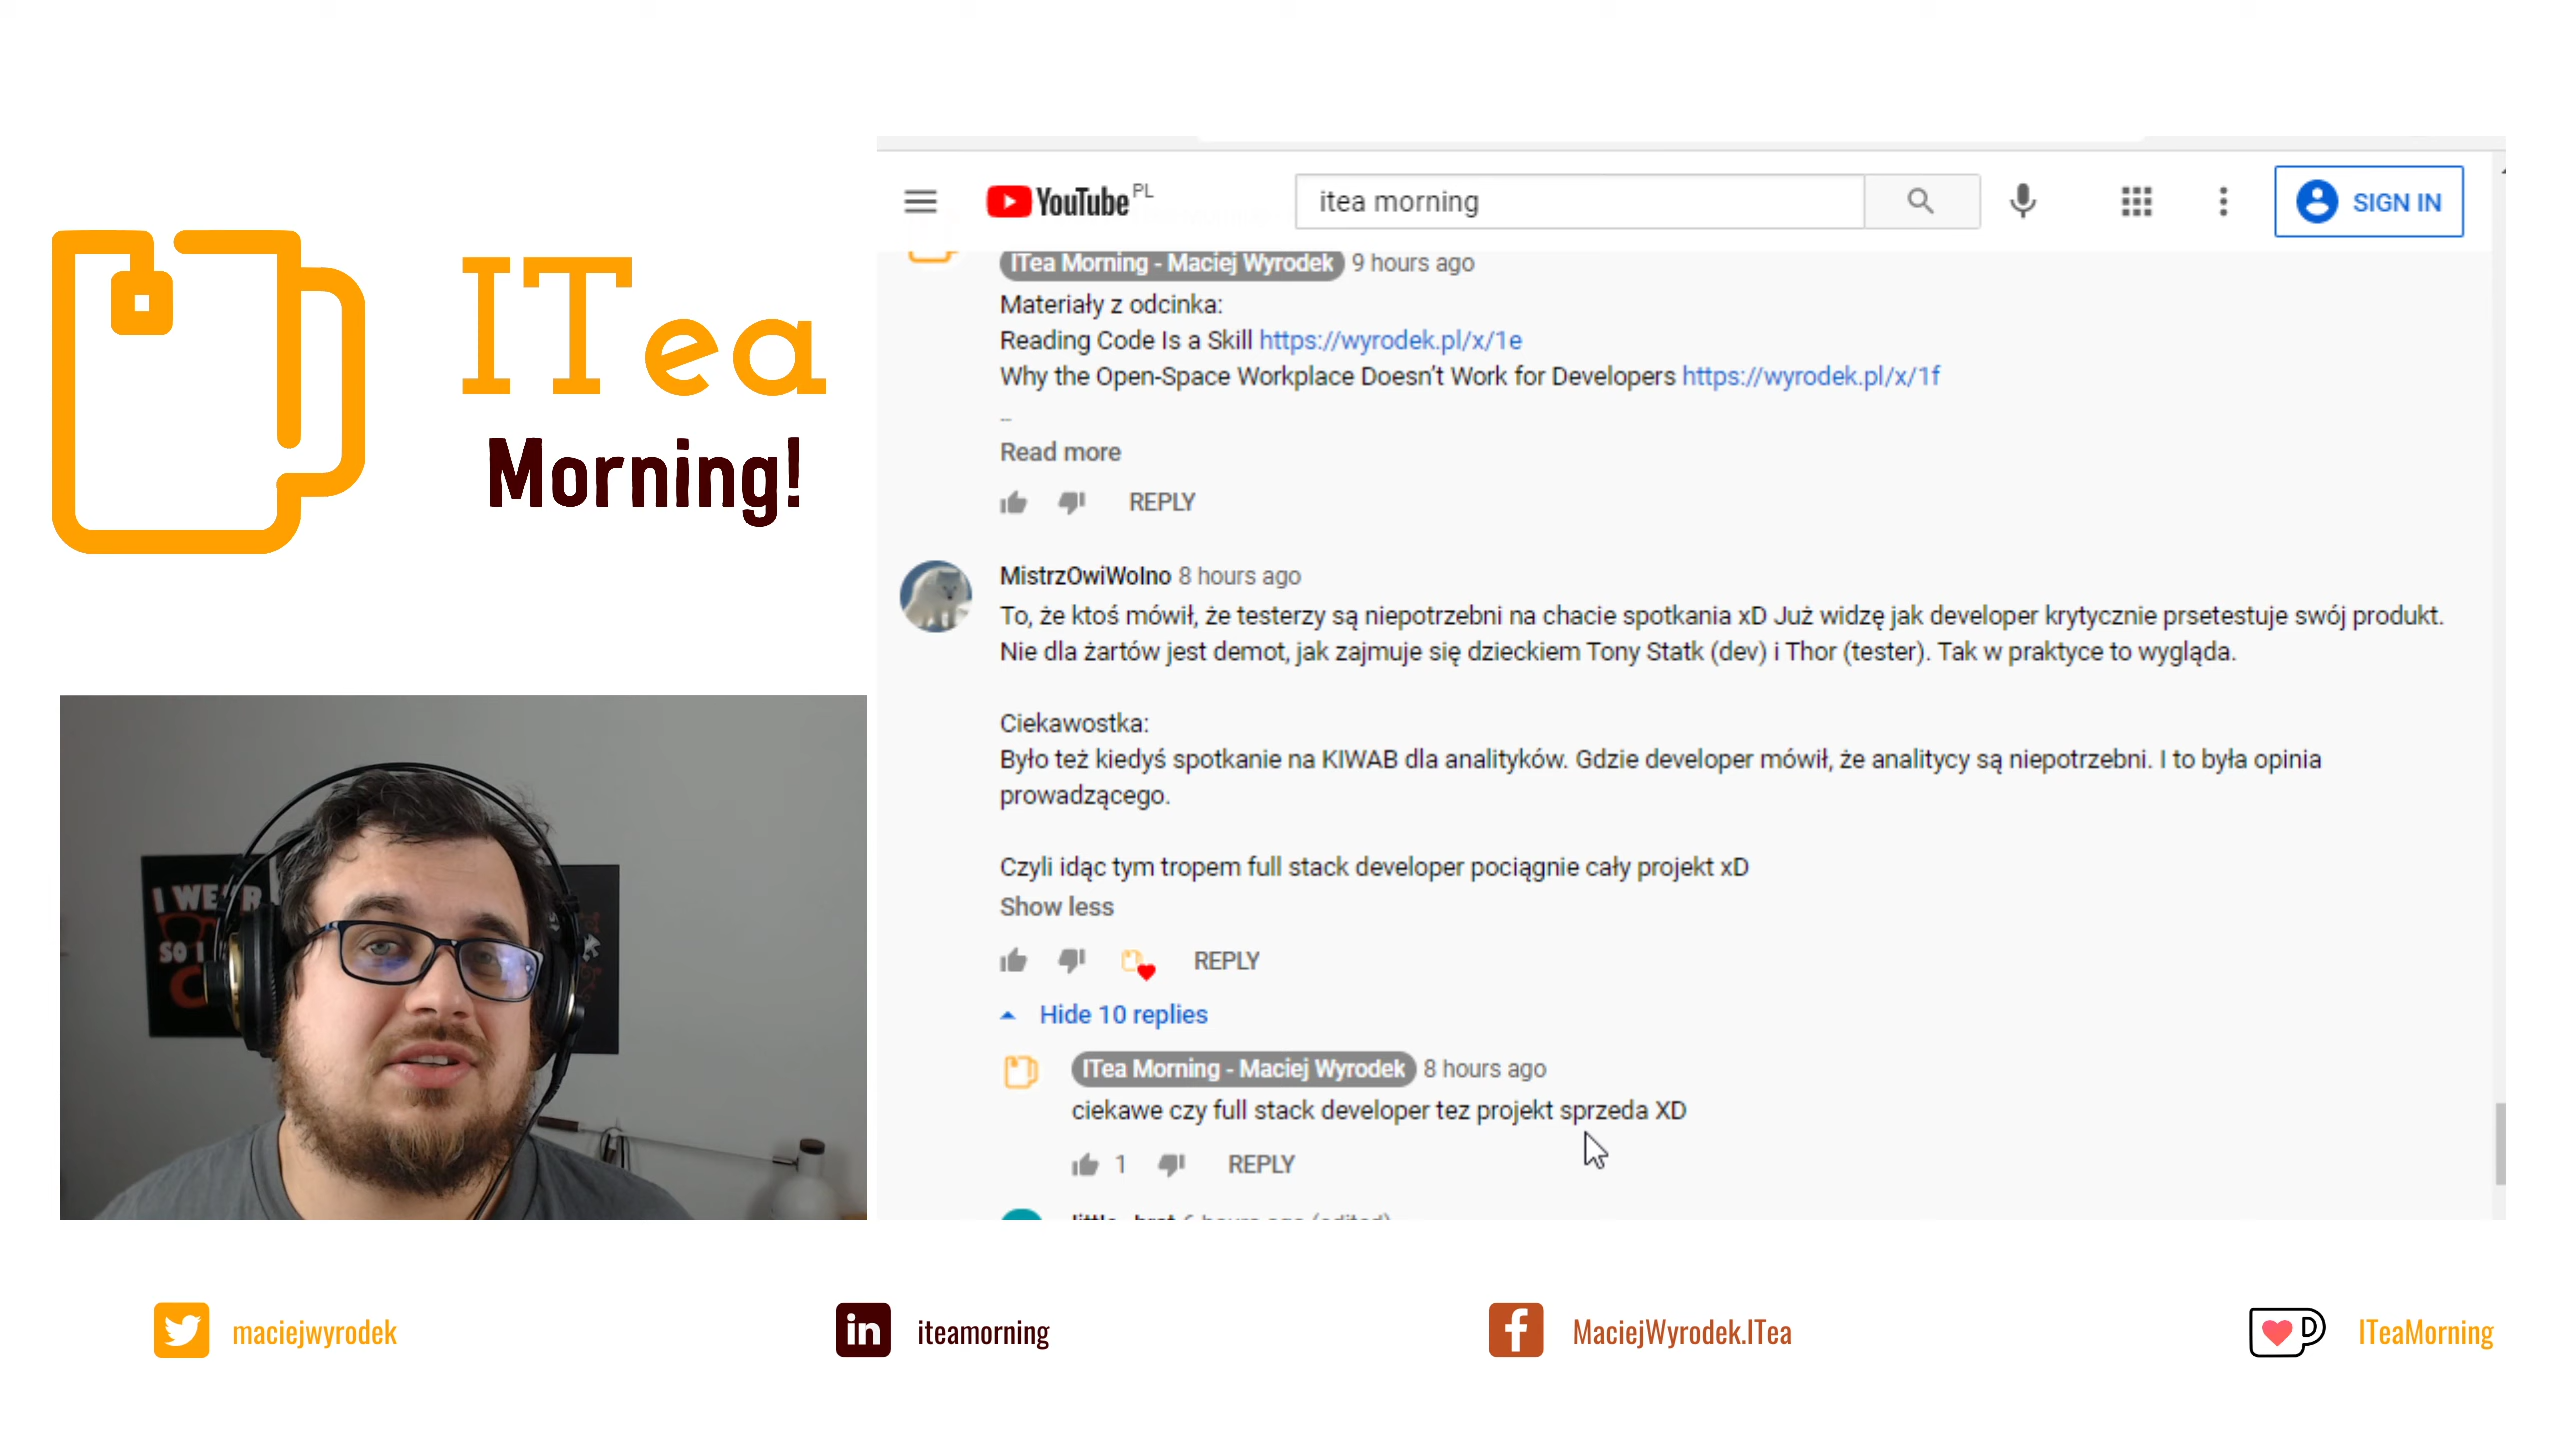 ITea
Morning!
YouTube PL
itea morning
SIGN IN
ITea Morning - Maciej Wyrodek 9 hours ago
Materiały z odcinka:
Reading Code Is a Skill https://wyrodek.pl/x/1e
Why the Open-Space Workplace Doesn't Work for Developers https://wyrodek.pl/x/1f
–
Read more
REPLY
MistrzOwiWolno 8 hours ago
To, że ktoś mówił, że testerzy są niepotrzebni na chacie spotkania xD Już widzę jak developer krytycznie prsetestuje swój produkt.
Nie dla żartów jest demot, jak zajmuje się dzieckiem Tony Statk (dev) i Thor (tester). Tak w praktyce to wygląda.
Ciekawostka:
Było też kiedyś spotkanie na KIWAB dla analityków. Gdzie developer mówił, że analitycy są niepotrzebni. I to była opinia
prowadzącego.
Czyli idąc tym tropem full stack developer pociągnie cały projekt xD
Show less
REPLY
Hide 10 replies
ITea Morning - Maciej Wyrodek 8 hours ago
ciekawe czy full stack developer tez projekt sprzeda XD
1 REPLY
I WE
SO I
C
maciejwyrodek
in iteamorning
f MaciejWyrodek.ITea
ITeaMorning